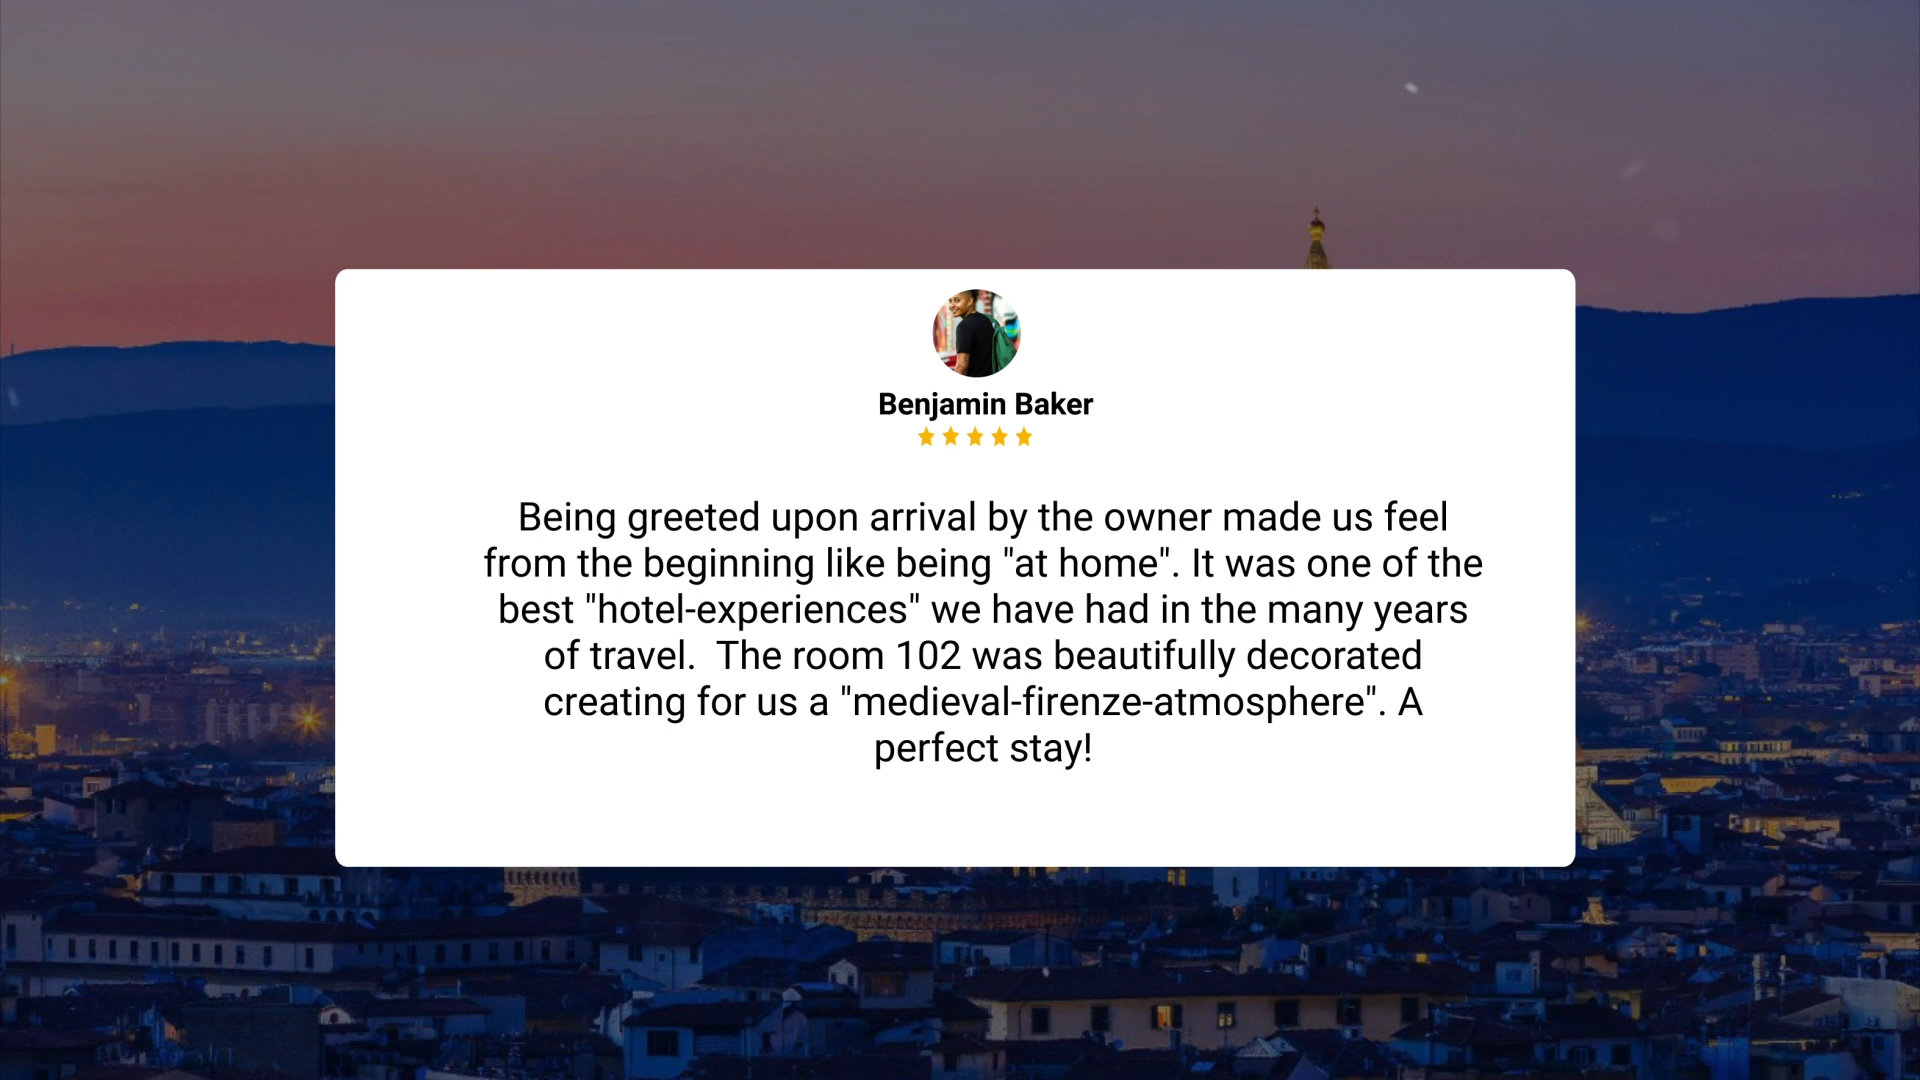 Benjamin Baker
Being greeted upon arrival by the owner made us feel
from the beginning like being "at home". It was one of the
best "hotel-experiences" we have had in the many years
of travel.  The room 102 was beautifully decorated
creating for us a "medieval-firenze-atmosphere". A
perfect stay!